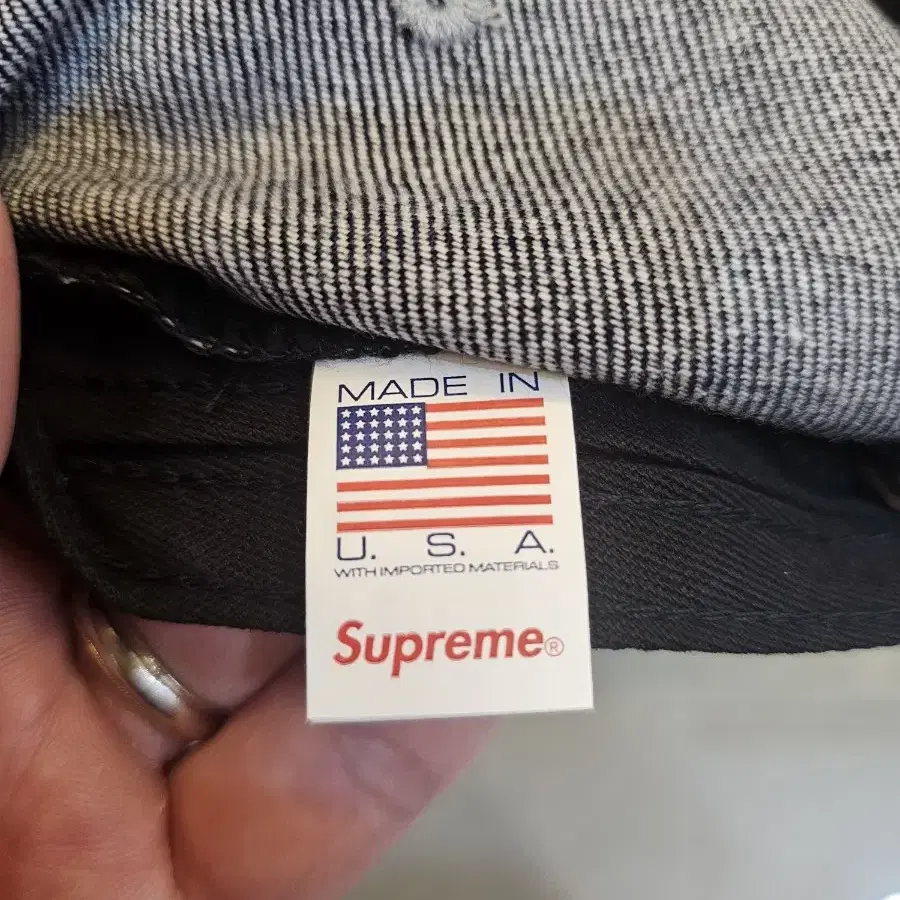 MADE IN
U. S. A.
WITH IMPORTED MATERIALS
Supreme®